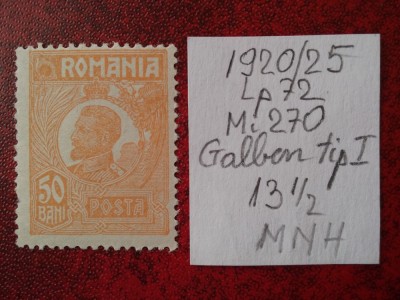 ROMANIA
50
BANI
POSTA
1920/25
Lp 72
Mi 270
Galben tip I
13 1/2
MNH